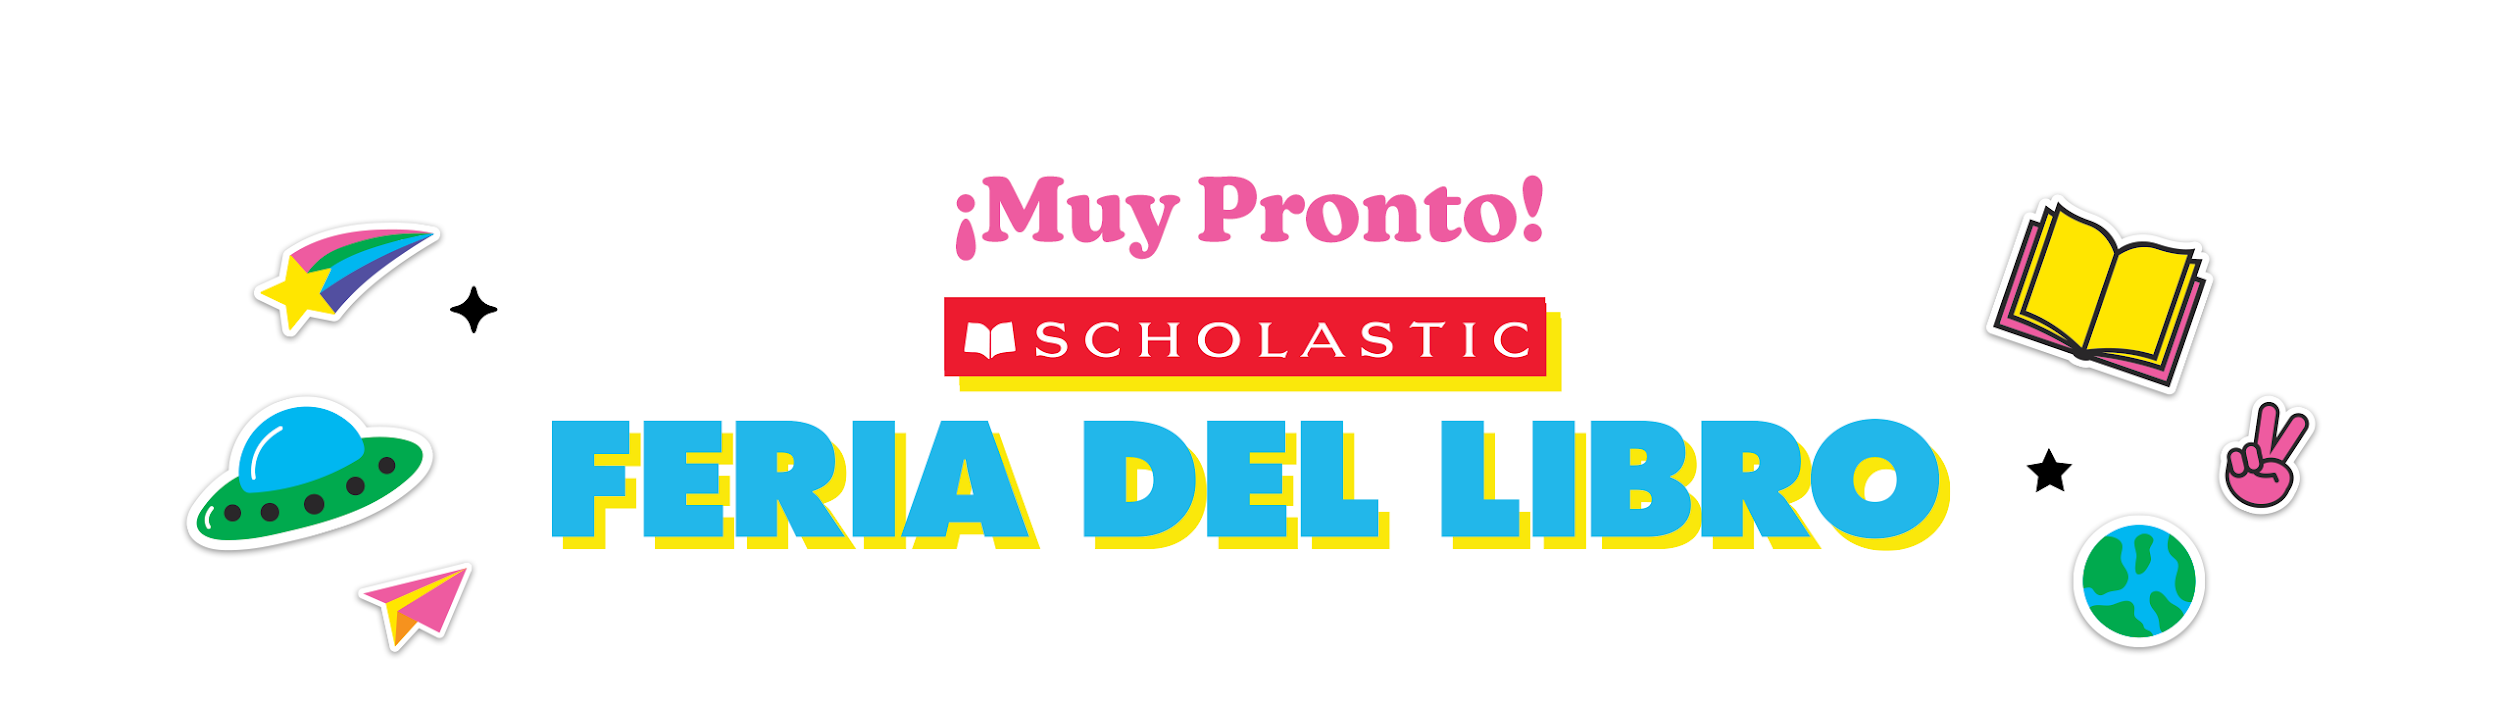 ¡Muy Pronto!
SCHOLASTIC
FERIA DEL LIBRO